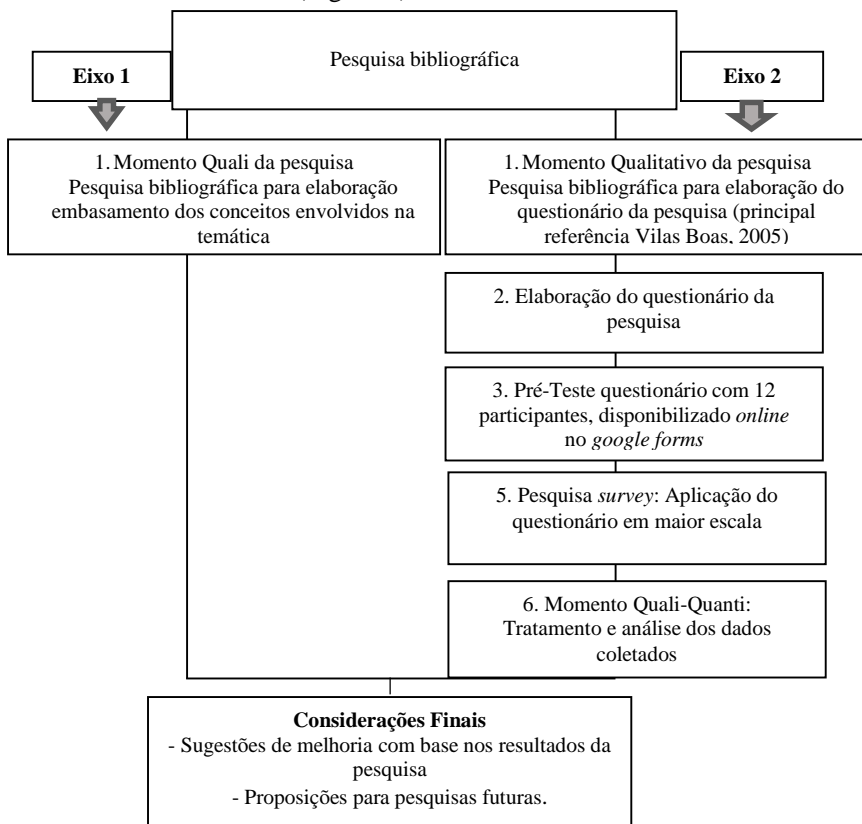 Pesquisa bibliográfica
Eixo 1
Eixo 2
1. Momento Quali da pesquisa
Pesquisa bibliográfica para elaboração
embasamento dos conceitos envolvidos na
temática
1. Momento Qualitativo da pesquisa
Pesquisa bibliográfica para elaboração do
questionário da pesquisa (principal
referência Vilas Boas, 2005)
2. Elaboração do questionário da
pesquisa
3. Pré-Teste questionário com 12
participantes, disponibilizado online
no google forms
5. Pesquisa survey: Aplicação do
questionário em maior escala
6. Momento Quali-Quanti:
Tratamento e análise dos dados
coletados
Considerações Finais
- Sugestões de melhoria com base nos resultados da
pesquisa
- Proposições para pesquisas futuras.